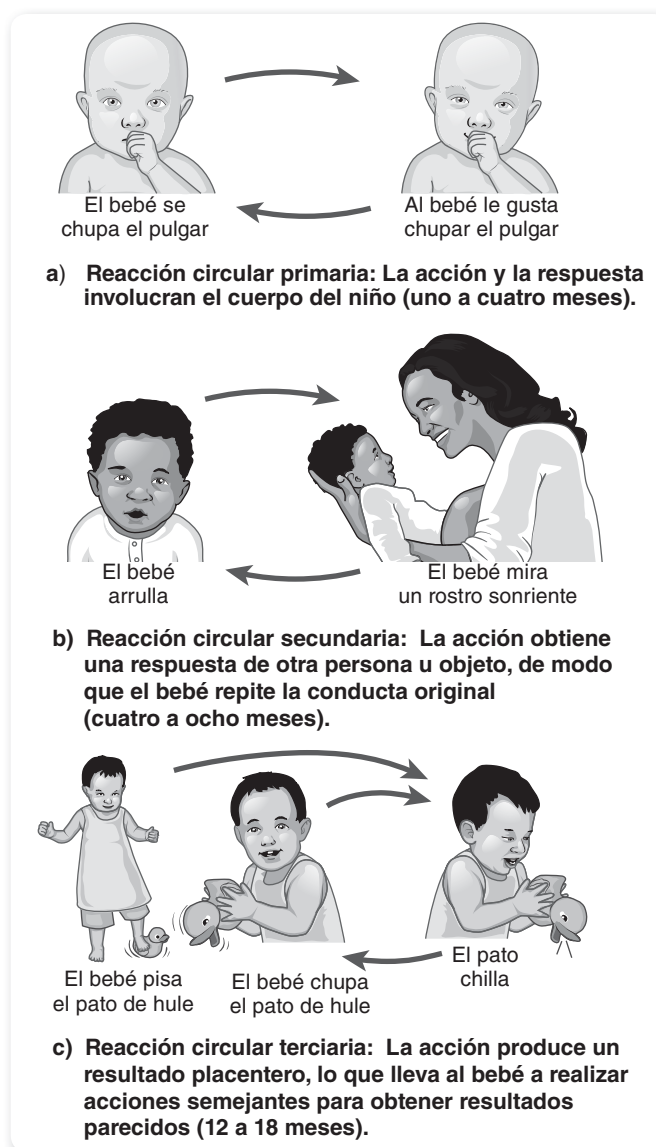 El bebé se
chupa el pulgar
Al bebé le gusta
chupar el pulgar
a) Reacción circular primaria: La acción y la respuesta
involucran el cuerpo del niño (uno a cuatro meses).
El bebé
arrulla
El bebé mira
un rostro sonriente
b) Reacción circular secundaria: La acción obtiene
una respuesta de otra persona u objeto, de modo
que el bebé repite la conducta original
(cuatro a ocho meses).
El bebé pisa
el pato de hule
El bebé chupa
el pato de hule
El pato
chilla
c) Reacción circular terciaria: La acción produce un
resultado placentero, lo que lleva al bebé a realizar
acciones semejantes para obtener resultados
parecidos (12 a 18 meses).